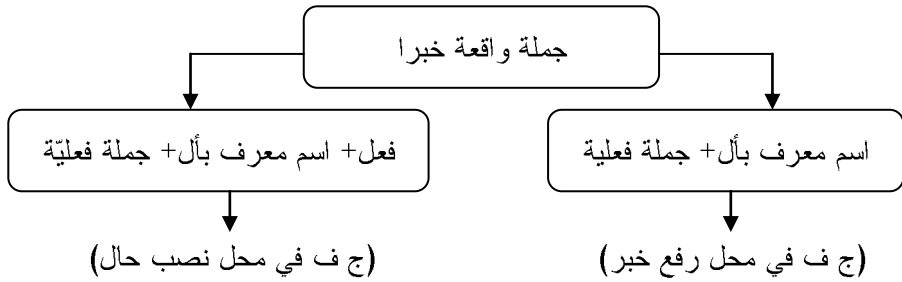 جملة واقعة خبرا
اسم معرف بأل+ جملة فعلية
فعل+ اسم معرف بأل+ جملة فعليّة
(ج ف في محل رفع خبر)
(ج ف في محل نصب حال)